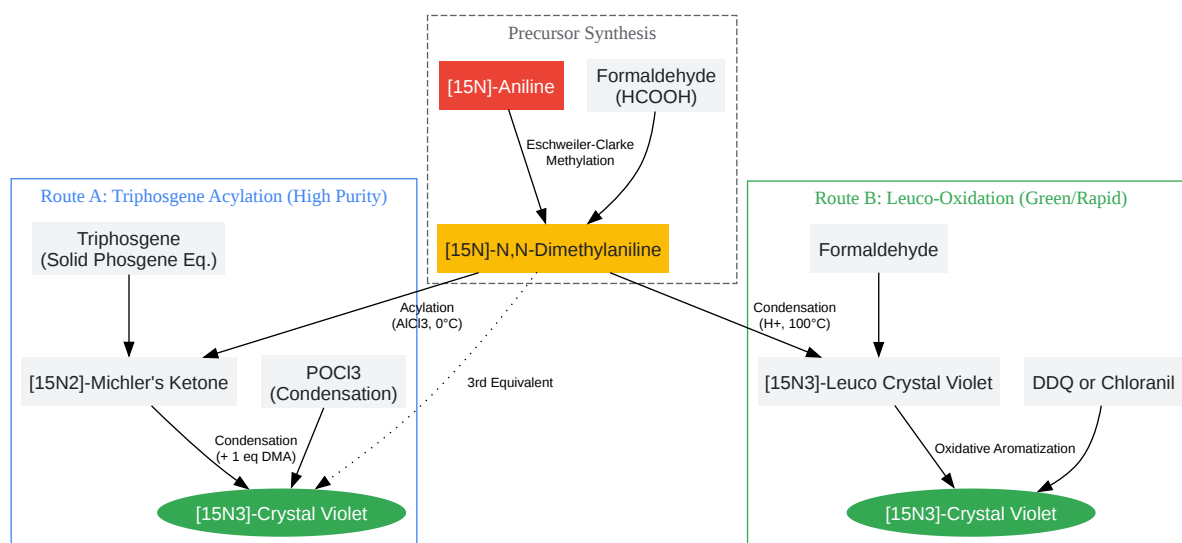 Precursor Synthesis
[15N]-Aniline
Formaldehyde
(HCOOH)
Eschweiler-Clarke
Methylation
[15N]-N,N-Dimethylaniline
Route A: Triphosgene Acylation (High Purity)
Triphosgene
(Solid Phosgene Eq.)
Acylation
(AlCl3, 0°C)
[15N2]-Michler's Ketone
POCl3
(Condensation)
3rd Equivalent
Condensation
(+ 1 eq DMA)
[15N3]-Crystal Violet
Route B: Leuco-Oxidation (Green/Rapid)
Formaldehyde
Condensation
(H+, 100°C)
[15N3]-Leuco Crystal Violet
DDQ or Chloranil
Oxidative Aromatization
[15N3]-Crystal Violet